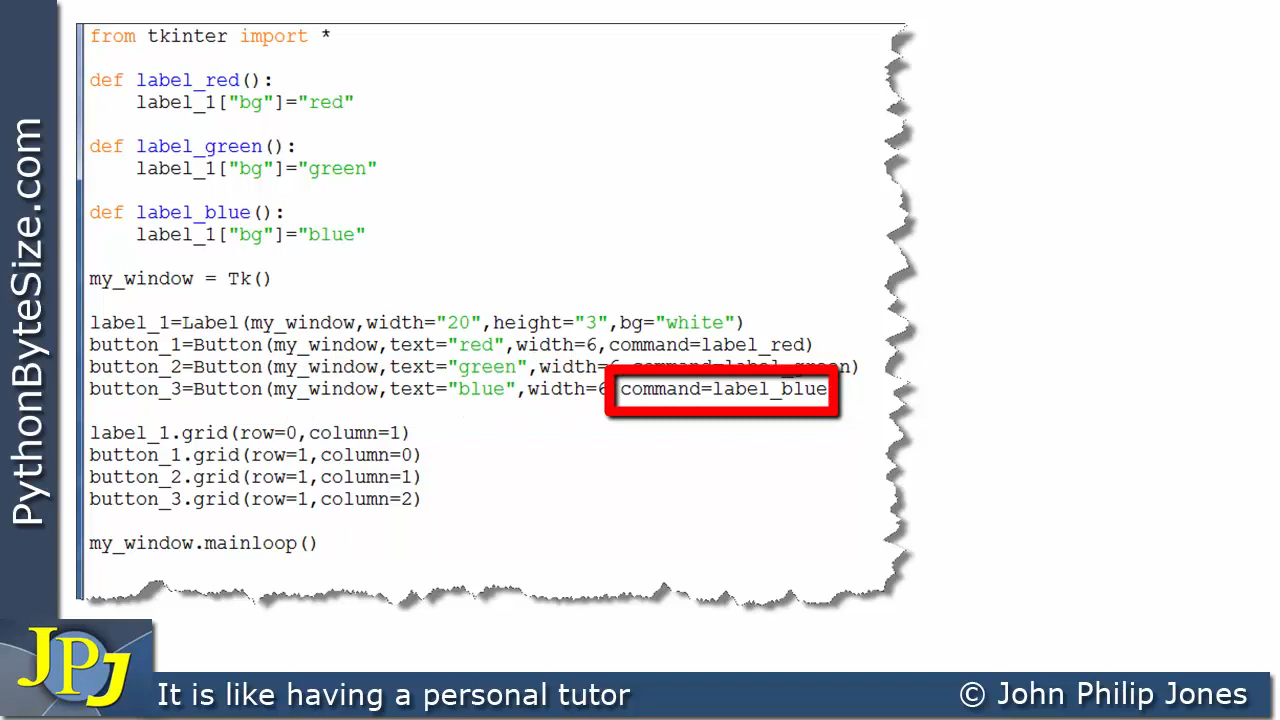 PythonByteSize.com
from tkinter import *
def label_red():
    label_1["bg"]="red"
def label_green():
    label_1["bg"]="green"
def label_blue():
    label_1["bg"]="blue"
my_window = Tk()
label_1=Label(my_window,width="20",height="3",bg="white")
button_1=Button(my_window,text="red",width=6,command=label_red)
button_2=Button(my_window,text="green",width=6,command=label_green)
button_3=Button(my_window,text="blue",width=6 command=label_blue
label_1.grid(row=0,column=1)
button_1.grid(row=1,column=0)
button_2.grid(row=1,column=1)
button_3.grid(row=1,column=2)
my_window.mainloop()
JPJ
It is like having a personal tutor
© John Philip Jones